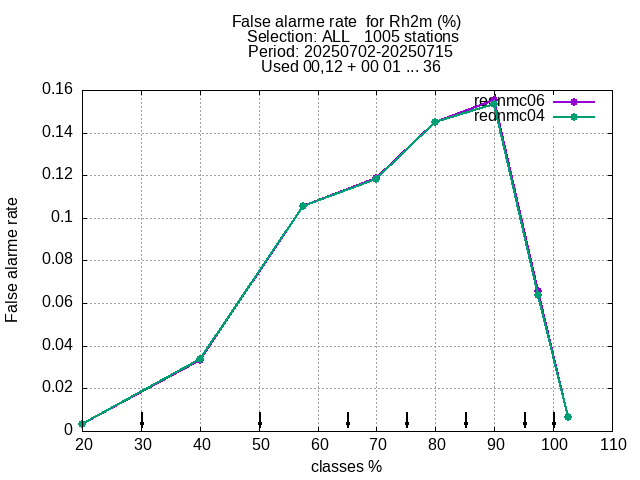 False alarme rate  for Rh2m (%)
Selection: ALL   1005 stations
Period: 20250702-20250715
Used 00,12 + 00 01 ... 36
rednmc06
rednmc04
0.16
0.14
0.12
0.1
0.08
0.06
0.04
0.02
0
False alarme rate
20 30 40 50 60 70 80 90 100 110
classes %